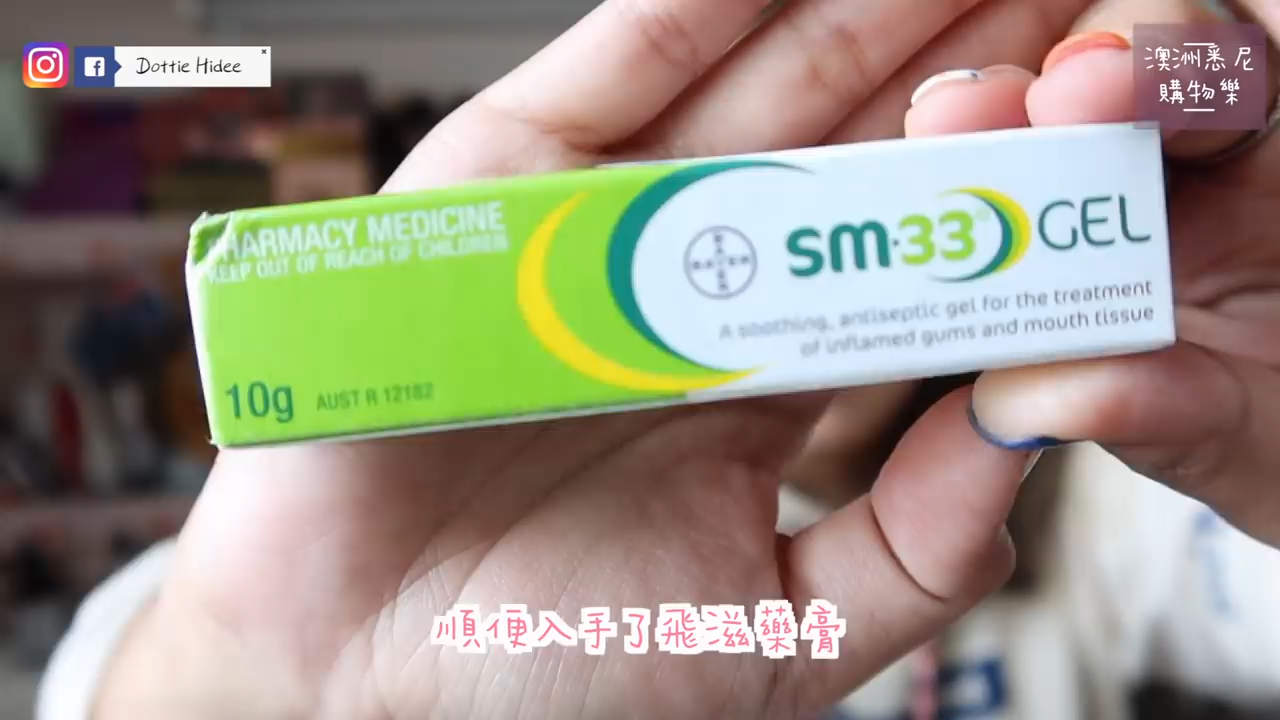 Dottie Hidee
澳洲悉尼
購物樂
PHARMACY MEDICINE
KEEP OUT OF REACH OF CHILDREN
BAYER
sm·33® GEL
A soothing, antiseptic gel for the treatment
of inflamed gums and mouth tissue
10g AUST R 12182
順便入手了飛滋藥膏